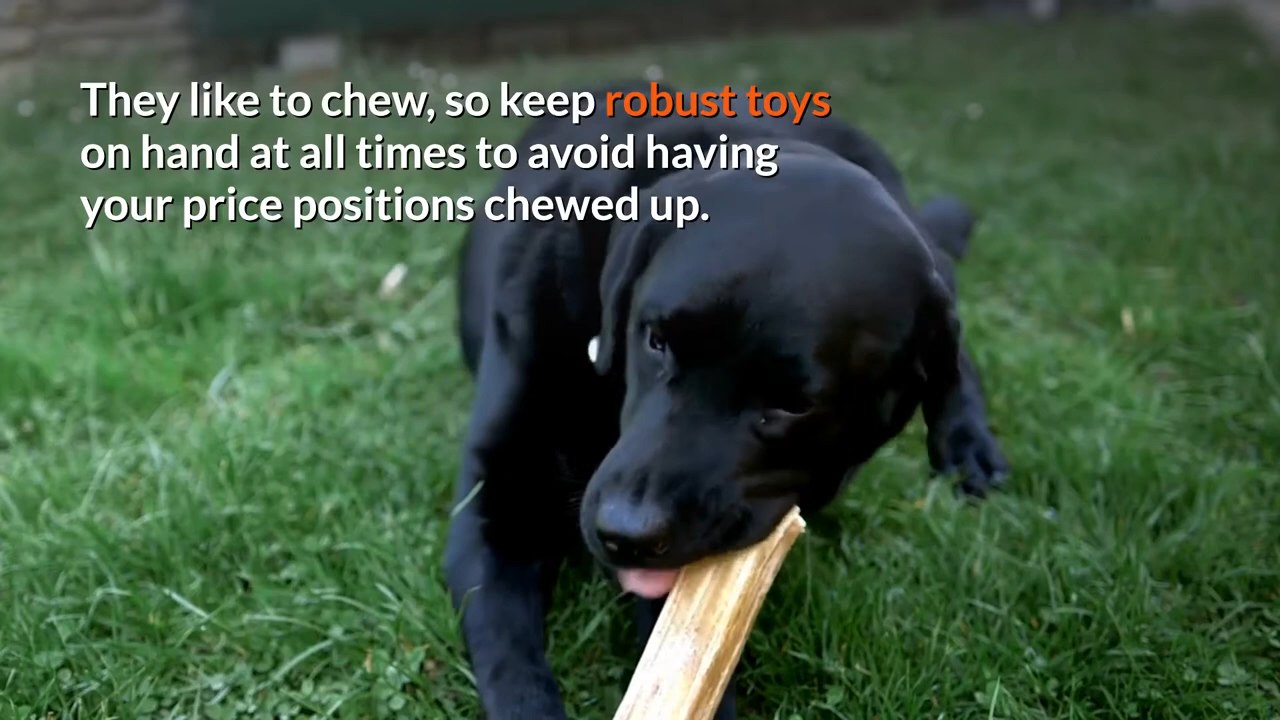 They like to chew, so keep robust toys
on hand at all times to avoid having
your price positions chewed up.